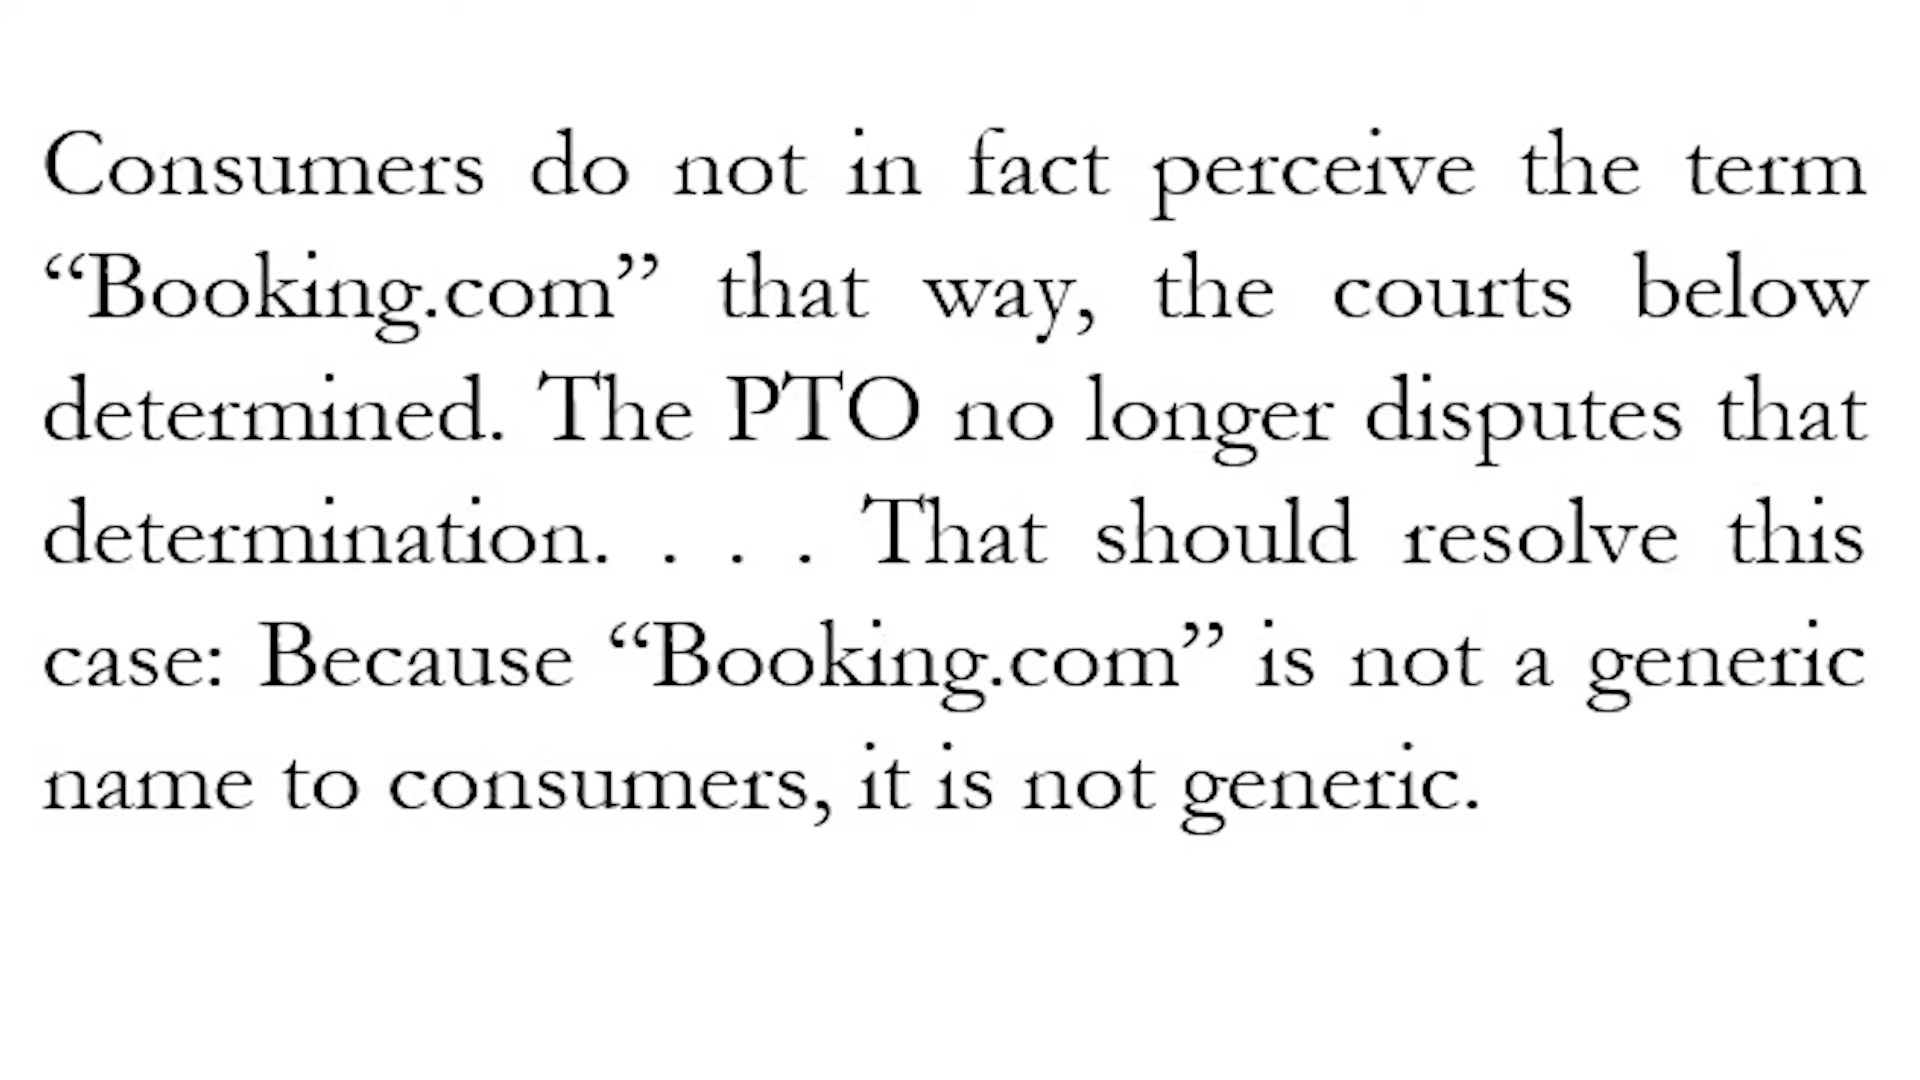 Consumers do not in fact perceive the term
“Booking.com” that way, the courts below
determined. The PTO no longer disputes that
determination. . . . That should resolve this
case: Because “Booking.com” is not a generic
name to consumers, it is not generic.